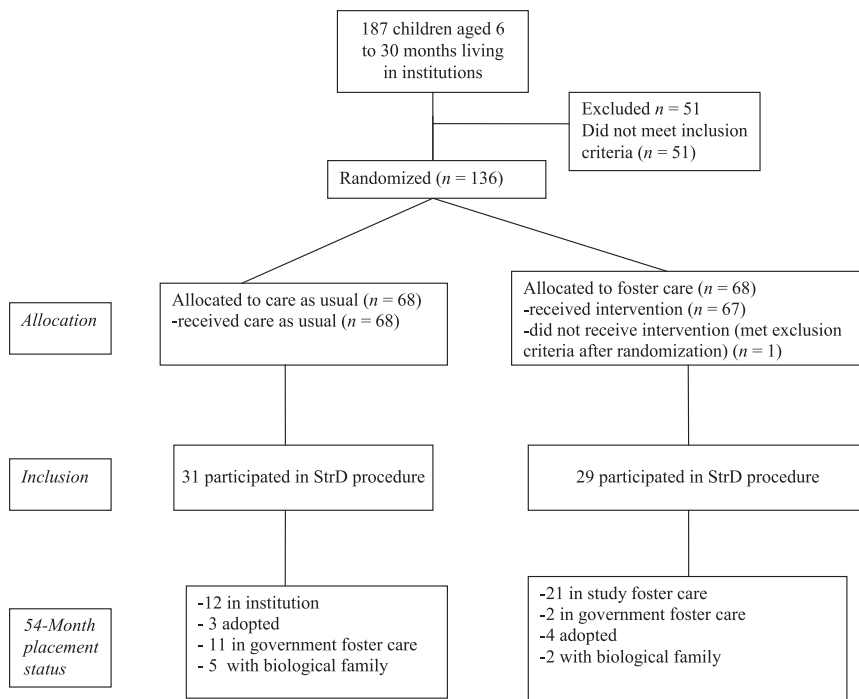 187 children aged 6
to 30 months living
in institutions
Excluded n = 51
Did not meet inclusion
criteria (n = 51)
Randomized (n = 136)
Allocation
Allocated to care as usual (n = 68)
-received care as usual (n = 68)
Allocated to foster care (n = 68)
-received intervention (n = 67)
-did not receive intervention (met exclusion
criteria after randomization) (n = 1)
Inclusion
31 participated in StrD procedure
29 participated in StrD procedure
54-Month
placement
status
-12 in institution
- 3 adopted
- 11 in government foster care
- 5 with biological family
-21 in study foster care
-2 in government foster care
-4 adopted
-2 with biological family